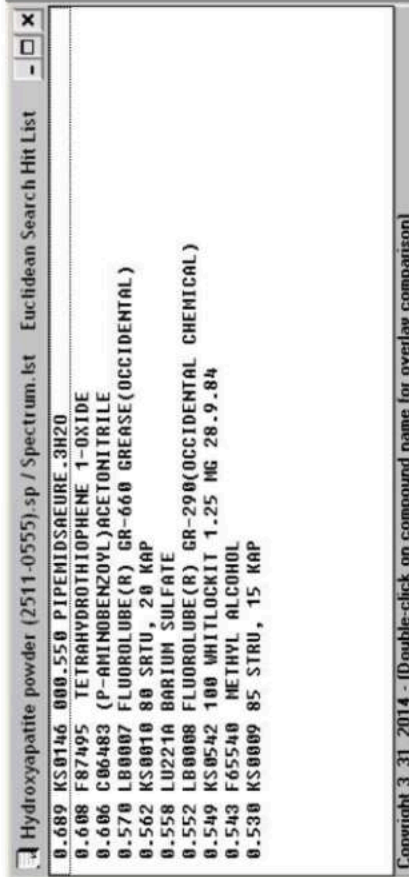 Hydroxyapatite powder (2511-0555).sp / Spectrum.lst Euclidean Search Hit List
0.689 KS0146 000.550 PIPEMIDSAEURE.3H2O
0.608 F87495 TETRAHYDROTHIOPHENE 1-OXIDE
0.606 C06483 (P-AMINOBENZOYL)ACETONITRILE
0.570 LB0007 FLUOROLUBE(R) GR-660 GREASE(OCCIDENTAL)
0.562 KS0010 80 SRTU, 20 KAP
0.558 LU221A BARIUM SULFATE
0.552 LB0008 FLUOROLUBE(R) GR-290(OCCIDENTAL CHEMICAL)
0.549 KS0542 100 WHITLOCKIT 1.25 MG 28.9.84
0.543 F65540 METHYL ALCOHOL
0.530 KS0009 85 STRU, 15 KAP
Copyright 3 31 2014 - (Double-click on compound name for overlay comparison)